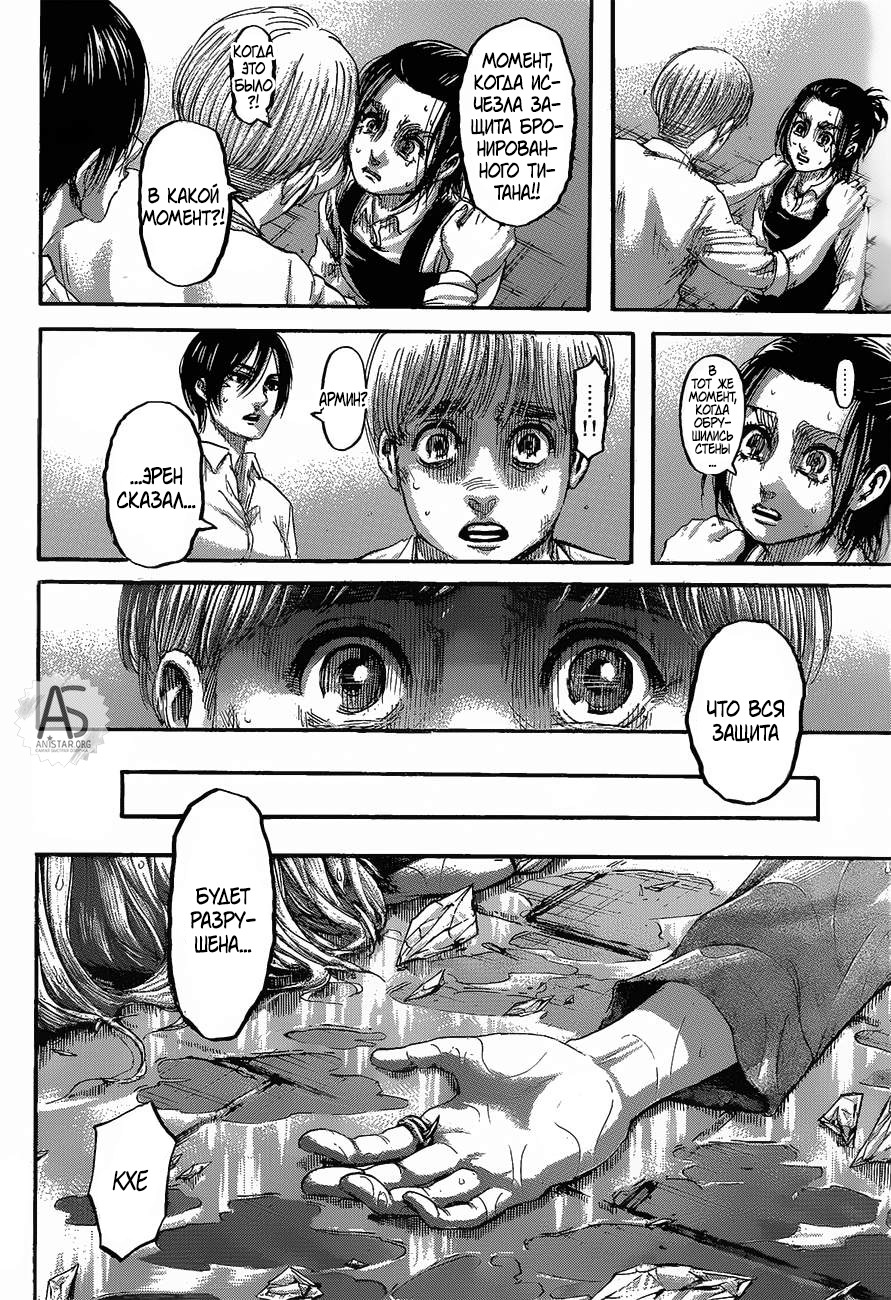 МОМЕНТ,
КОГДА ИС-
ЧЕЗЛА ЗА-
ЩИТА БРО-
НИРОВАН-
НОГО ТИ-
ТАНА!!
КОГДА
ЭТО
БЫЛО
?!
В КАКОЙ
МОМЕНТ?!
......
В
ТОТ ЖЕ
МОМЕНТ,
КОГДА
ОБРУ-
ШИЛИСЬ
СТЕНЫ
...
......!!
АРМИН?
...ЭРЕН
СКАЗАЛ...
ЧТО ВСЯ
ЗАЩИТА
AS
ANISTAR.ORG
БУДЕТ
РАЗРУ-
ШЕНА...
КХЕ